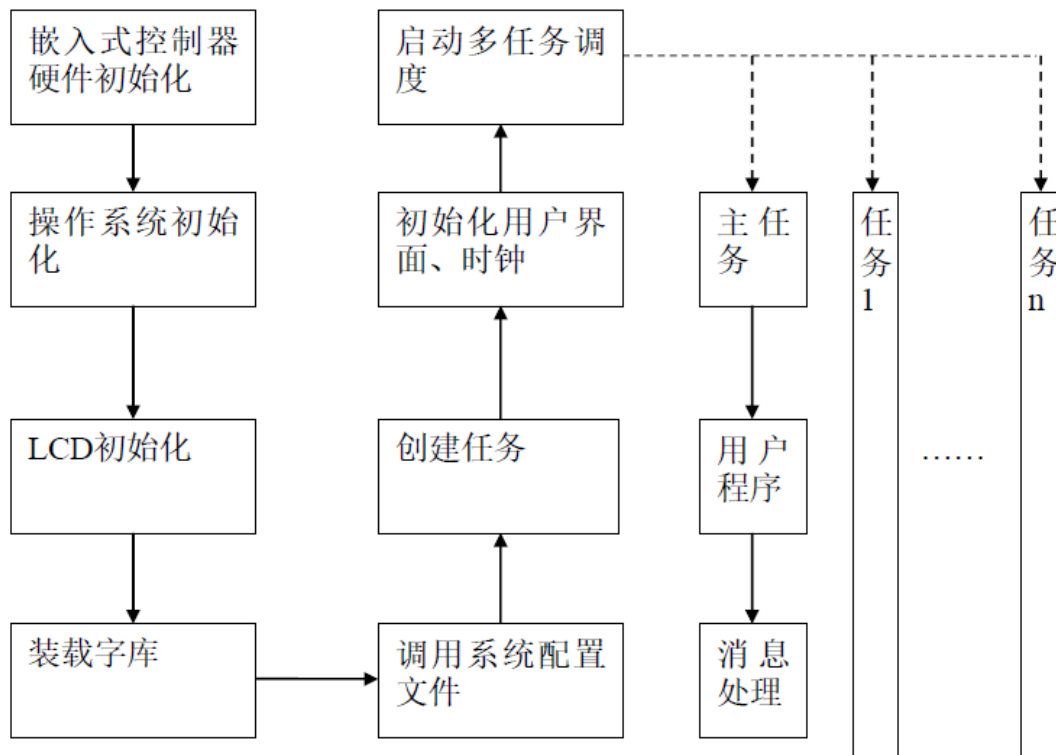 嵌入式控制器
硬件初始化
操作系统初始
化
LCD初始化
装载字库
调用系统配置
文件
创建任务
初始化用户界
面、时钟
启动多任务调
度
主任
务
用户
程序
消息
处理
任
务
1
……
任
务
n